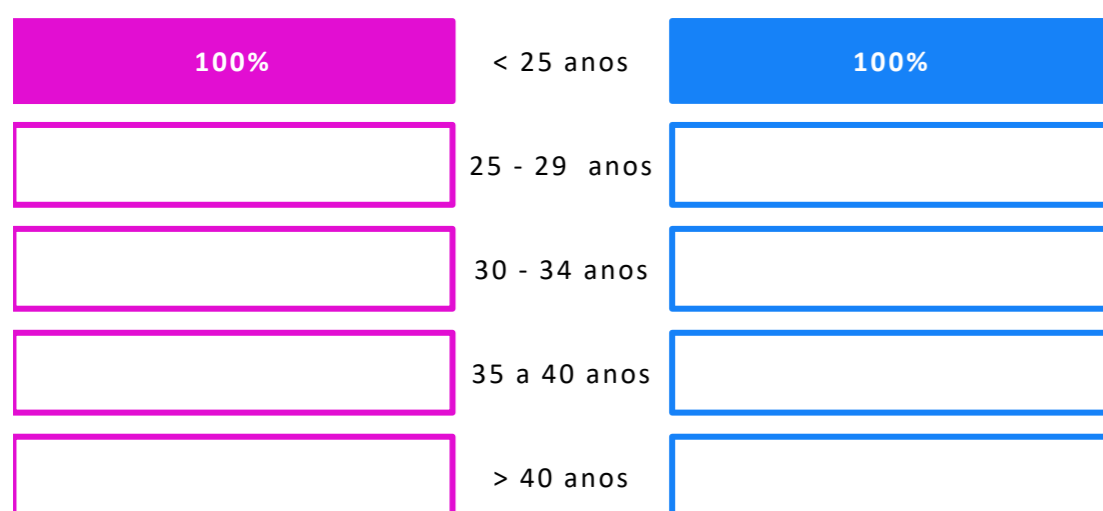 100% < 25 anos 100%
25 - 29 anos
30 - 34 anos
35 a 40 anos
> 40 anos